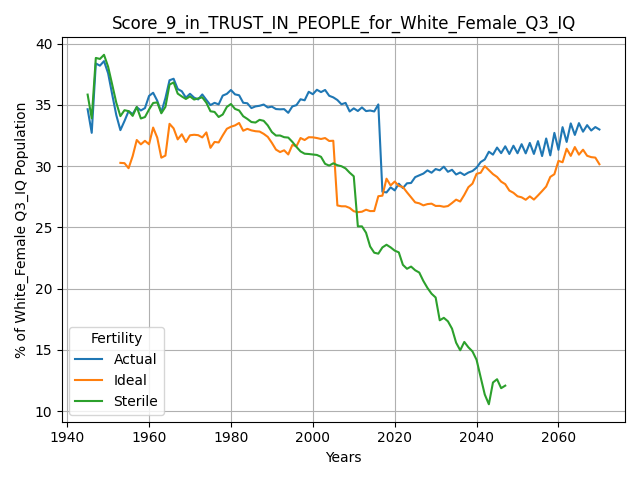 Score_9_in_TRUST_IN_PEOPLE_for_White_Female_Q3_IQ
% of White_Female Q3_IQ Population
40
35
30
25
20
15
10
Fertility
Actual
Ideal
Sterile
1940 1960 1980 2000 2020 2040 2060
Years